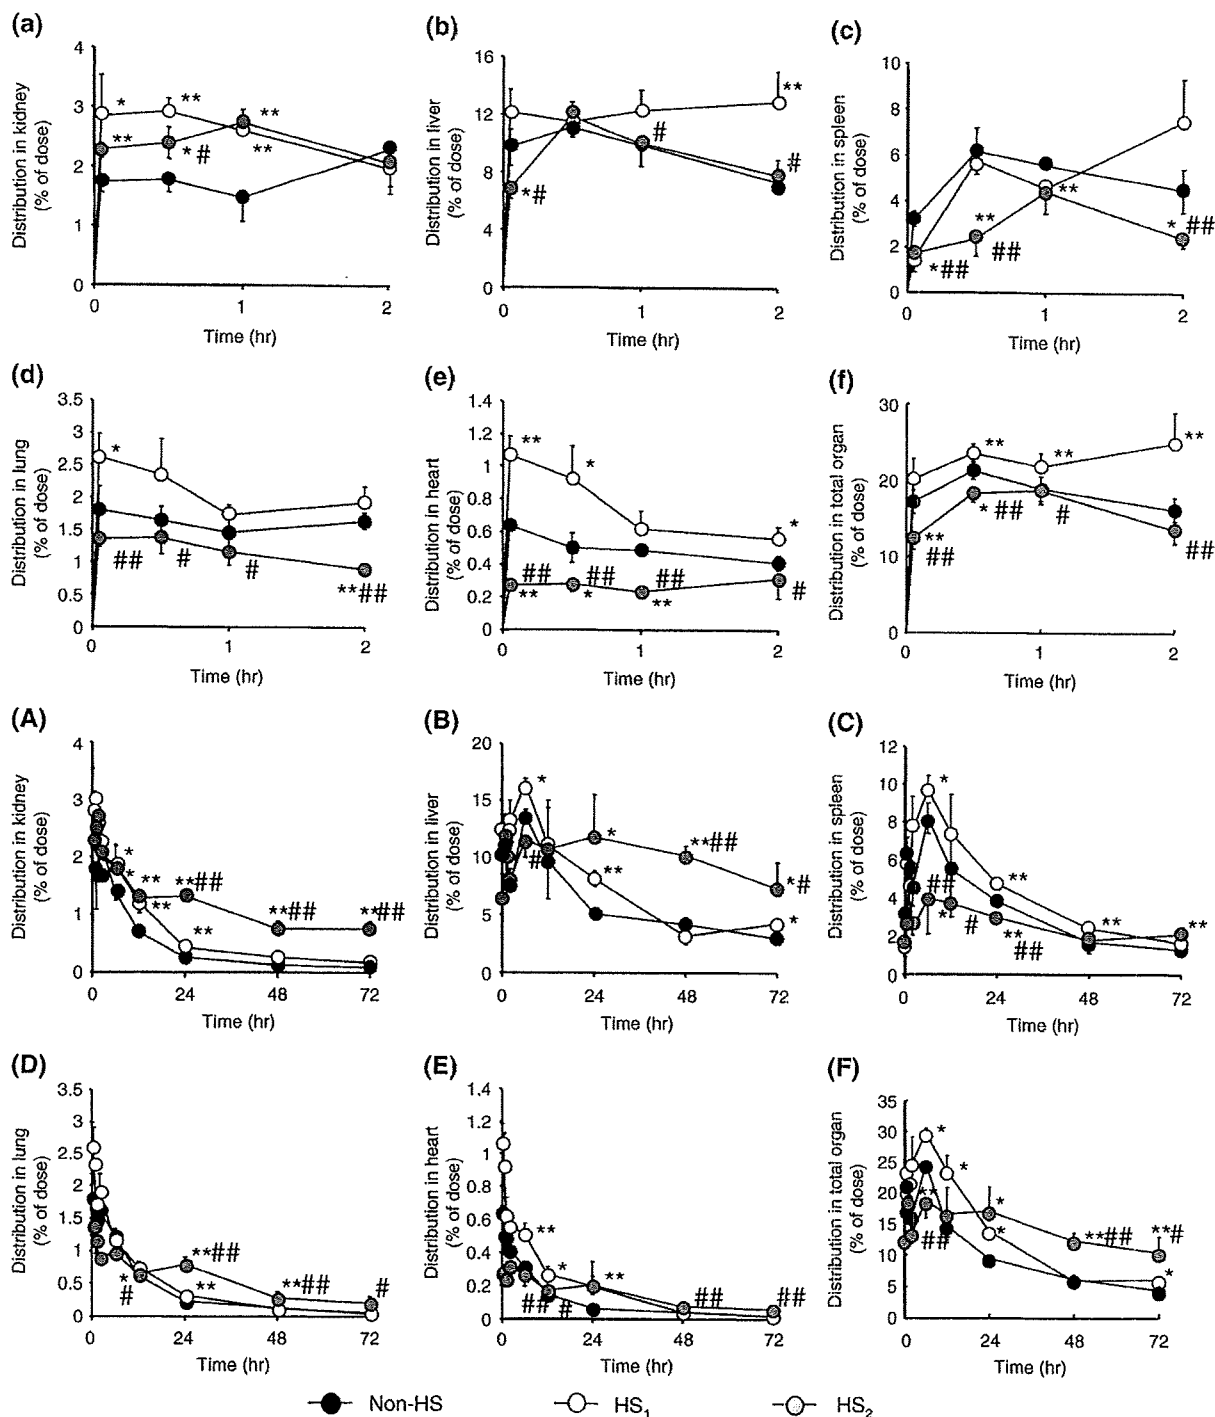 (a)
Distribution in kidney
(% of dose)
4
3
2
1
0
* ** **
** *# **
0 1 2
Time (hr)
(b)
Distribution in liver
(% of dose)
16
12
8
4
0
**
#
#
*#
0 1 2
Time (hr)
(c)
Distribution in spleen
(% of dose)
10
8
6
4
2
0
**
**
* ##
##
*##
0 1 2
Time (hr)
(d)
Distribution in lung
(% of dose)
3.5
3
2.5
2
1.5
1
0.5
0
*
## # #
**##
0 1 2
Time (hr)
(e)
Distribution in heart
(% of dose)
1.4
1.2
1
0.8
0.6
0.4
0.2
0
** *
*
## ## ##
** * ** #
0 1 2
Time (hr)
(f)
Distribution in total organ
(% of dose)
30
20
10
0
** ** **
* ## #
**
## ##
0 1 2
Time (hr)
(A)
Distribution in kidney
(% of dose)
4
3
2
1
0
*
* ** **##
** **## **##
**
0 24 48 72
Time (hr)
(B)
Distribution in liver
(% of dose)
20
15
10
5
0
*
* **##
# ** *#
*
0 24 48 72
Time (hr)
(C)
Distribution in spleen
(% of dose)
12
10
8
6
4
2
0
*
**
##
* # ** ** **
##
0 24 48 72
Time (hr)
(D)
Distribution in lung
(% of dose)
3.5
3
2.5
2
1.5
1
0.5
0
**##
* ** **## #
#
0 24 48 72
Time (hr)
(E)
Distribution in heart
(% of dose)
1.4
1.2
1
0.8
0.6
0.4
0.2
0
**
* **
## # ## ##
0 24 48 72
Time (hr)
(F)
Distribution in total organ
(% of dose)
35
30
25
20
15
10
5
0
*
*
** *
## * **## **#
*
0 24 48 72
Time (hr)
Non-HS HS1 HS2